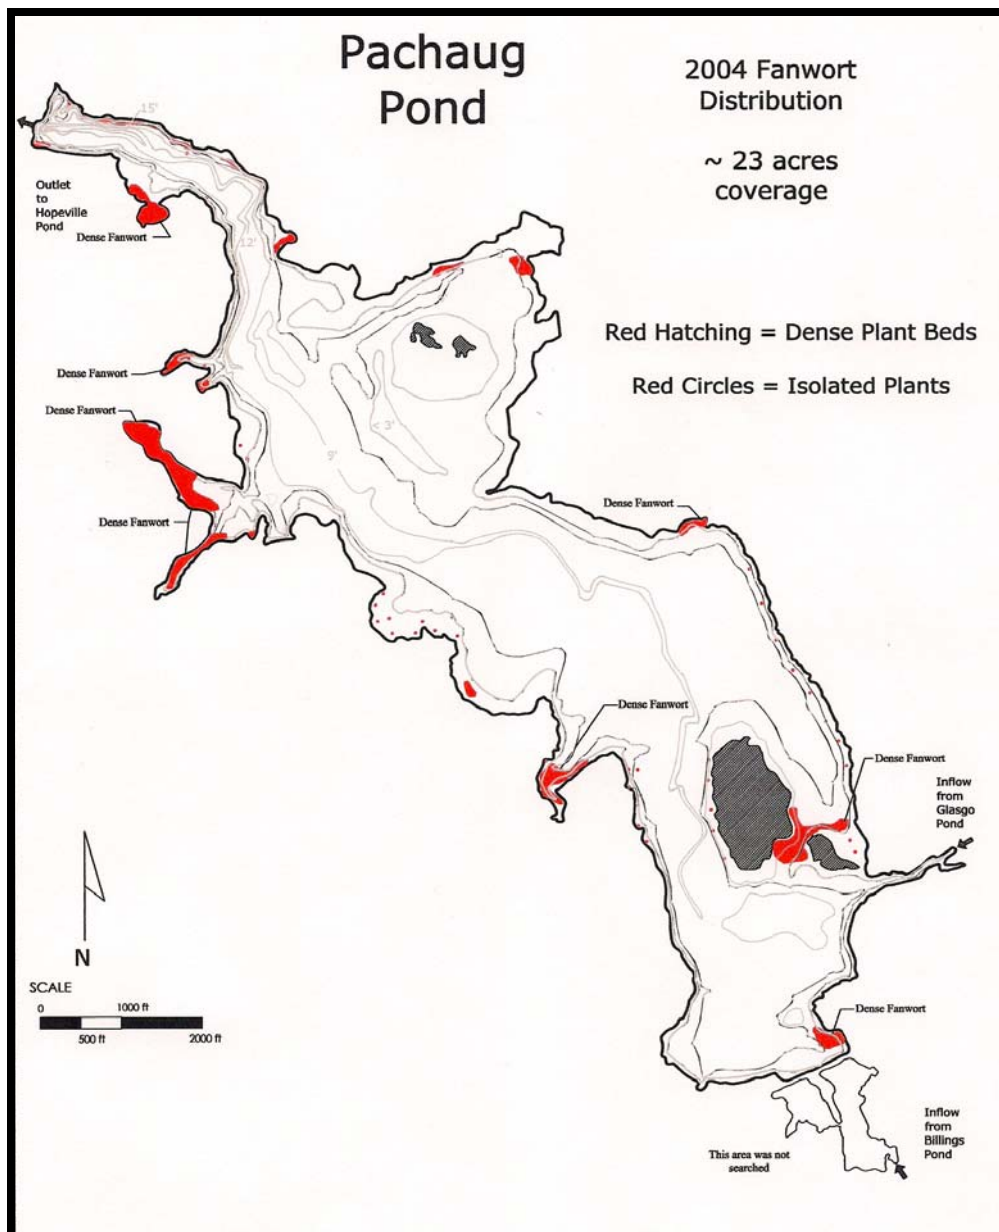 Pachaug
Pond
2004 Fanwort
Distribution
~ 23 acres
coverage
15'
Outlet
to
Hopeville
Pond
Dense Fanwort
12'
Red Hatching = Dense Plant Beds
Red Circles = Isolated Plants
Dense Fanwort
Dense Fanwort
< 3'
9'
Dense Fanwort
Dense Fanwort
Dense Fanwort
Dense Fanwort
Inflow
from
Glasgo
Pond
N
SCALE
0
1000 ft
500 ft
2000 ft
Dense Fanwort
Inflow
from
Billings
Pond
This area was not
searched